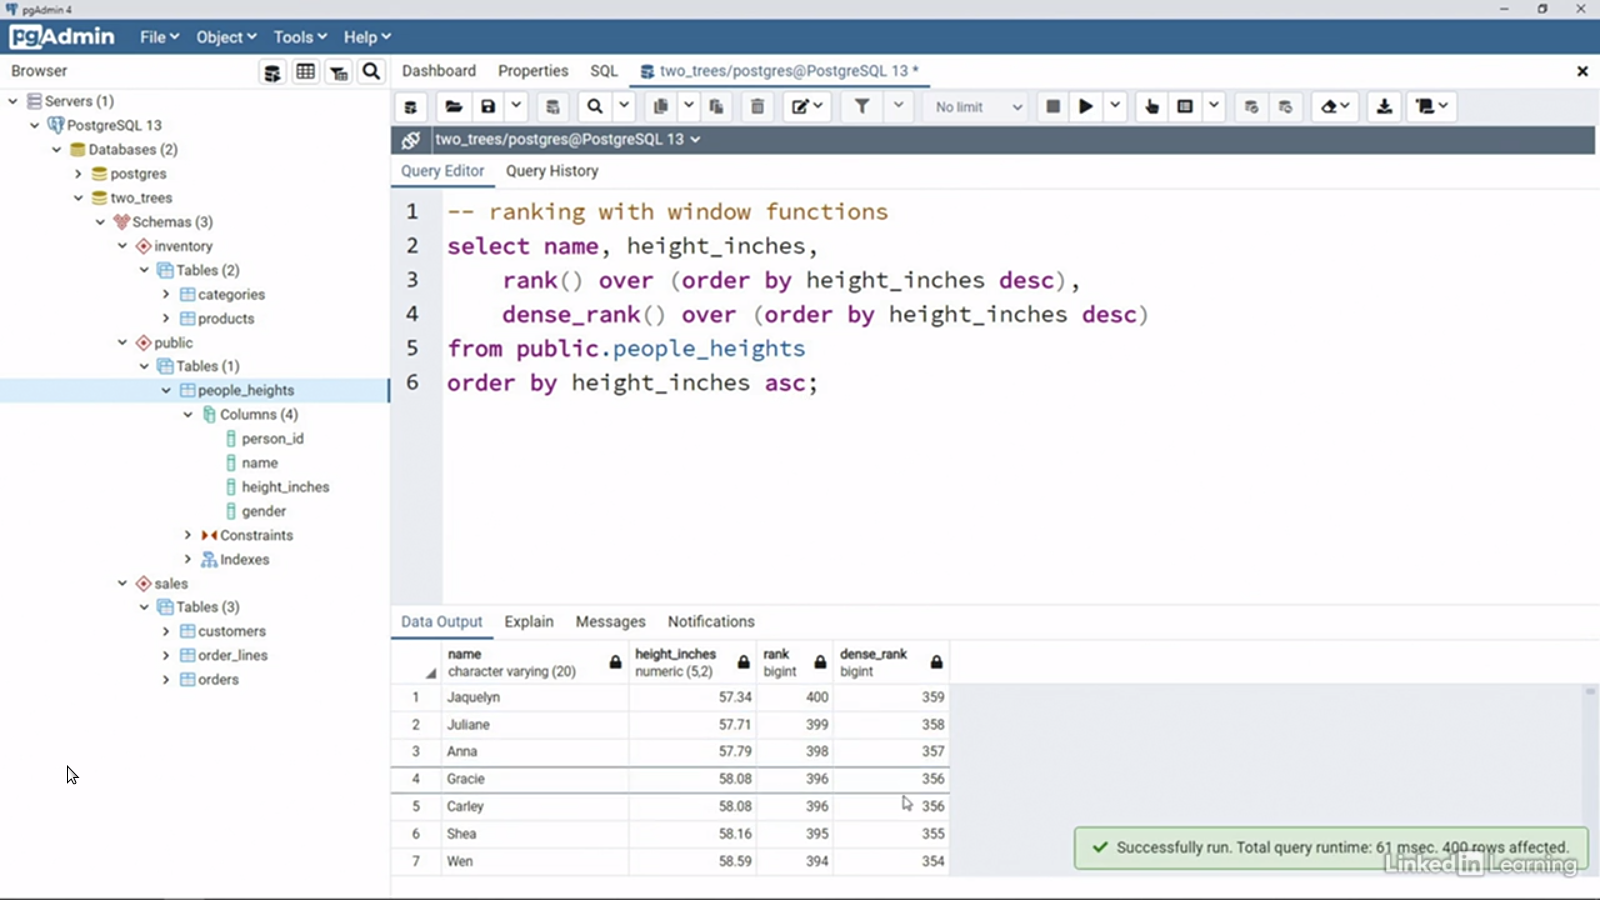 pgAdmin 4
pgAdmin File Object Tools Help
Browser
Dashboard Properties SQL two_trees/postgres@PostgreSQL 13 *
No limit
two_trees/postgres@PostgreSQL 13
Servers (1)
PostgreSQL 13
Databases (2)
postgres
two_trees
Schemas (3)
inventory
Tables (2)
categories
products
public
Tables (1)
people_heights
Columns (4)
person_id
name
height_inches
gender
Constraints
Indexes
sales
Tables (3)
customers
order_lines
orders
Query Editor Query History
1 -- ranking with window functions
2 select name, height_inches,
3 rank() over (order by height_inches desc),
4 dense_rank() over (order by height_inches desc)
5 from public.people_heights
6 order by height_inches asc;
Data Output Explain Messages Notifications
name height_inches rank dense_rank
character varying (20) numeric (5,2) bigint bigint
1 Jaquelyn 57.34 400 359
2 Juliane 57.71 399 358
3 Anna 57.79 398 357
4 Gracie 58.08 396 356
5 Carley 58.08 396 356
6 Shea 58.16 395 355
7 Wen 58.59 394 354
Successfully run. Total query runtime: 61 msec. 400 rows affected.
LinkedIn Learning